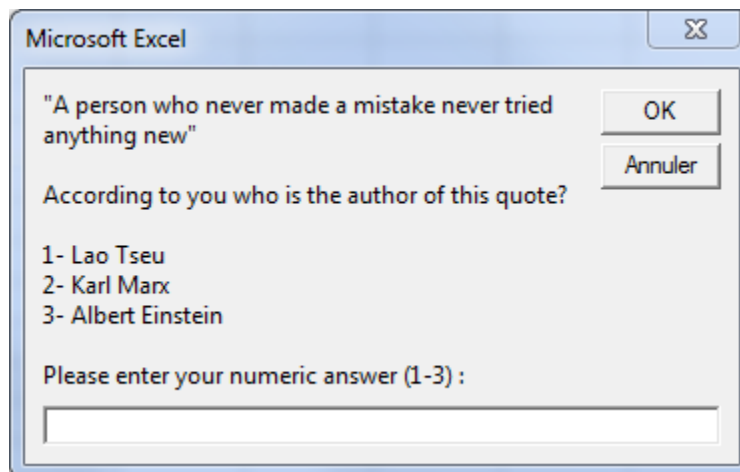 Microsoft Excel
"A person who never made a mistake never tried
anything new"
OK
Annuler
According to you who is the author of this quote?
1- Lao Tseu
2- Karl Marx
3- Albert Einstein
Please enter your numeric answer (1-3) :